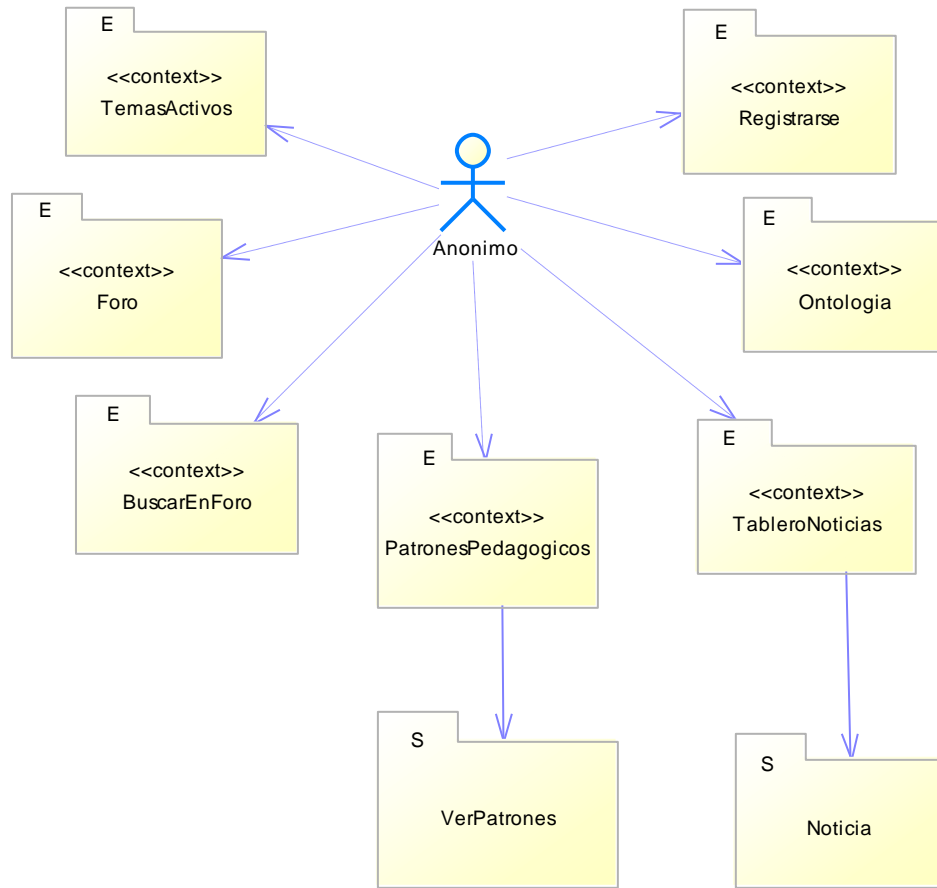 E
<<context>>
TemasActivos
E
<<context>>
Registrarse
Anonimo
E
<<context>>
Foro
E
<<context>>
Ontologia
E
<<context>>
BuscarEnForo
E
<<context>>
PatronesPedagogicos
E
<<context>>
TableroNoticias
S
VerPatrones
S
Noticia